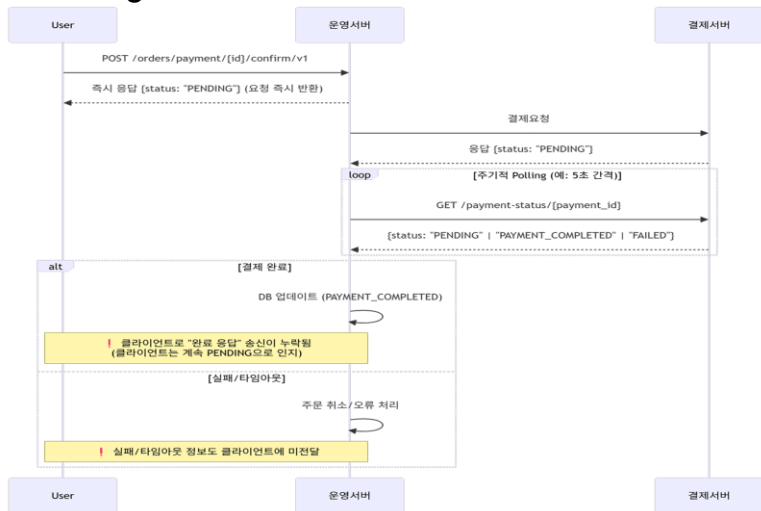 User
운영서버
결제서버
POST /orders/payment/{id}/confirm/v1
즉시 응답 {status: "PENDING"} (요청 즉시 반환)
결제요청
응답 {status: "PENDING"}
loop
[주기적 Polling (예: 5초 간격)]
GET /payment-status/{payment_id}
{status: "PENDING" | "PAYMENT_COMPLETED" | "FAILED"}
alt
[결제 완료]
DB 업데이트 (PAYMENT_COMPLETED)
❗ 클라이언트로 "완료 응답" 송신이 누락됨
(클라이언트는 계속 PENDING으로 인지)
[실패/타임아웃]
주문 취소/오류 처리
❗ 실패/타임아웃 정보도 클라이언트에 미전달
User
운영서버
결제서버